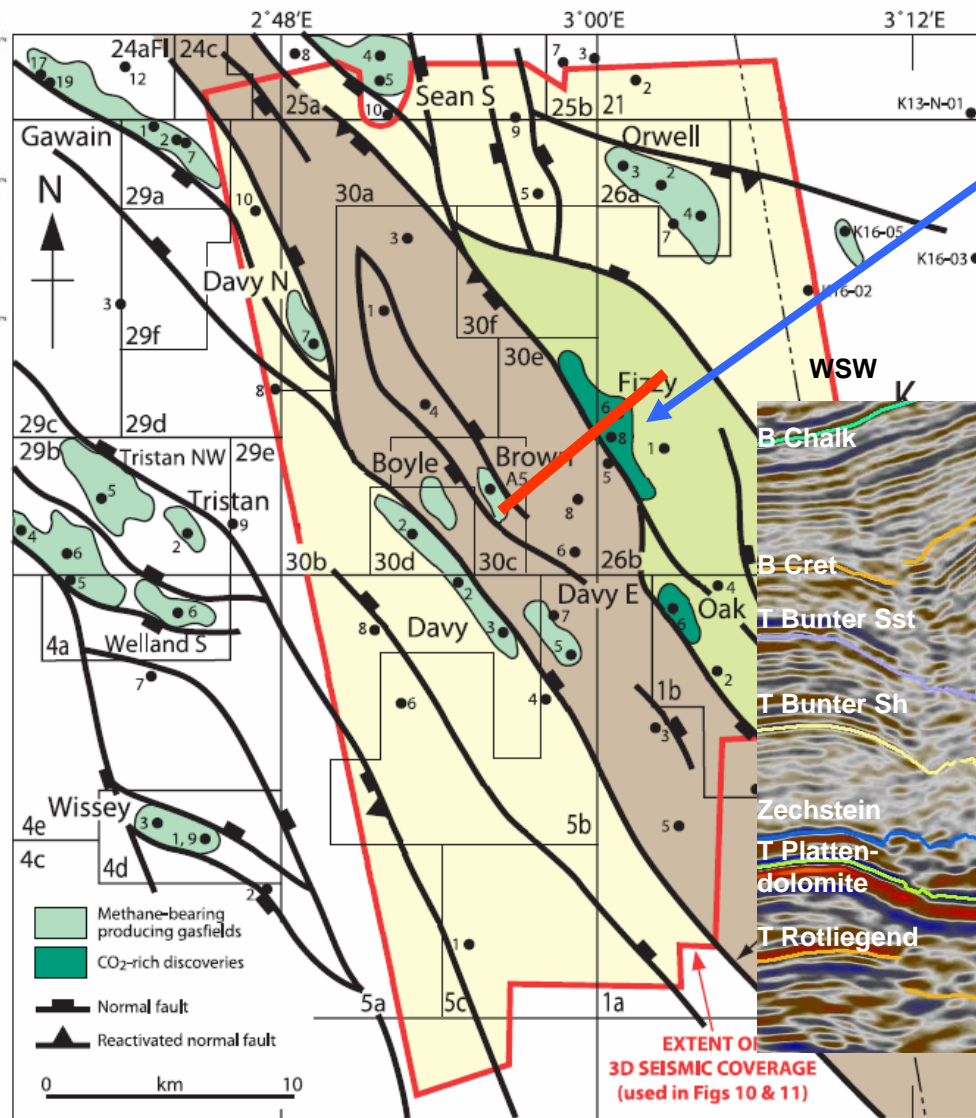 2°48'E
3°00'E
3°12'E
24aFI
24c
8
4
7
3
17
19
12
5
2
25a
10
Sean S
25b
21
K13-N-01
1
2
7
9
Orwell
Gawain
3
2
N
29a
10
30a
5
26a
4
7
K16-05
K16-03
Davy N
3
1
K16-02
29f
7
30f
30e
WSW
Fizzy
8
6
29c
29d
4
8
1
B Chalk
29b
Tristan NW
29e
Boyle
Brown
A5
5
5
Tristan
8
4
2
9
2
6
6
B Cret
30b
30d
30c
26b
5
2
Davy E
4
6
7
Oak
8
Davy
3
6
T Bunter Sst
4a
Welland S
5
2
7
1b
6
4
3
T Bunter Sh
Wissey
Zechstein
3
1,9
5b
5
4e
T Platten-
4c
4d
dolomite
2
Methane-bearing
producing gasfields
T Rotliegend
1
CO2-rich discoveries
Normal fault
5a
5c
1a
Reactivated normal fault
EXTENT O
3D SEISMIC COVERAGE
0
km
10
(used in Figs 10 & 11)